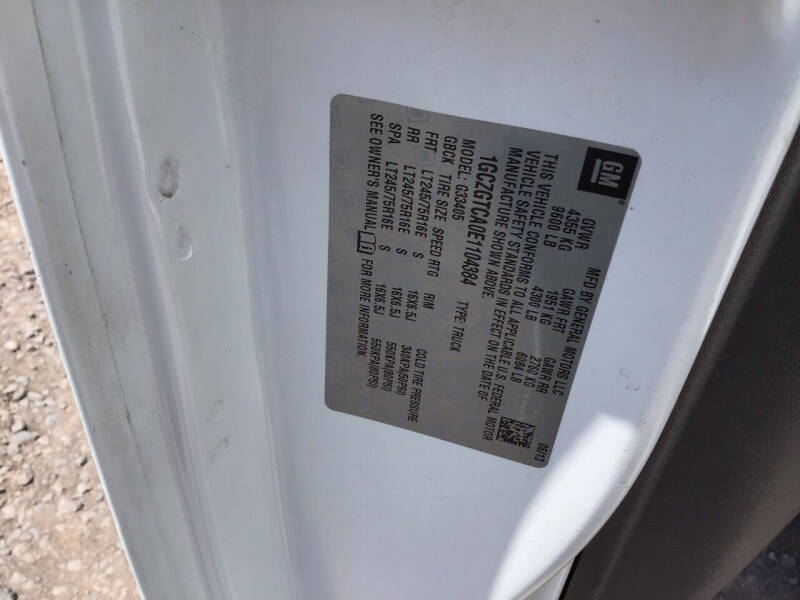 GM
MFD BY GENERAL MOTORS LLC 09/13
GVWR GAWR FRT GAWR RR
4355 KG 1951 KG 2760 KG
9600 LB 4300 LB 6084 LB
THIS VEHICLE CONFORMS TO ALL APPLICABLE U.S. FEDERAL MOTOR
VEHICLE SAFETY STANDARDS IN EFFECT ON THE DATE OF
MANUFACTURE SHOWN ABOVE.
1GCZGTCA0E1104384 TYPE: TRUCK
MODEL: G33405
GBCK TIRE SIZE SPEED RTG RIM COLD TIRE PRESSURE
FRT LT245/75R16E S 16X6.5J 340KPA(50PSI)
RR LT245/75R16E S 16X6.5J 550KPA(80PSI)
SPA LT245/75R16E S 16X6.5J 550KPA(80PSI)
SEE OWNER'S MANUAL FOR MORE INFORMATION.